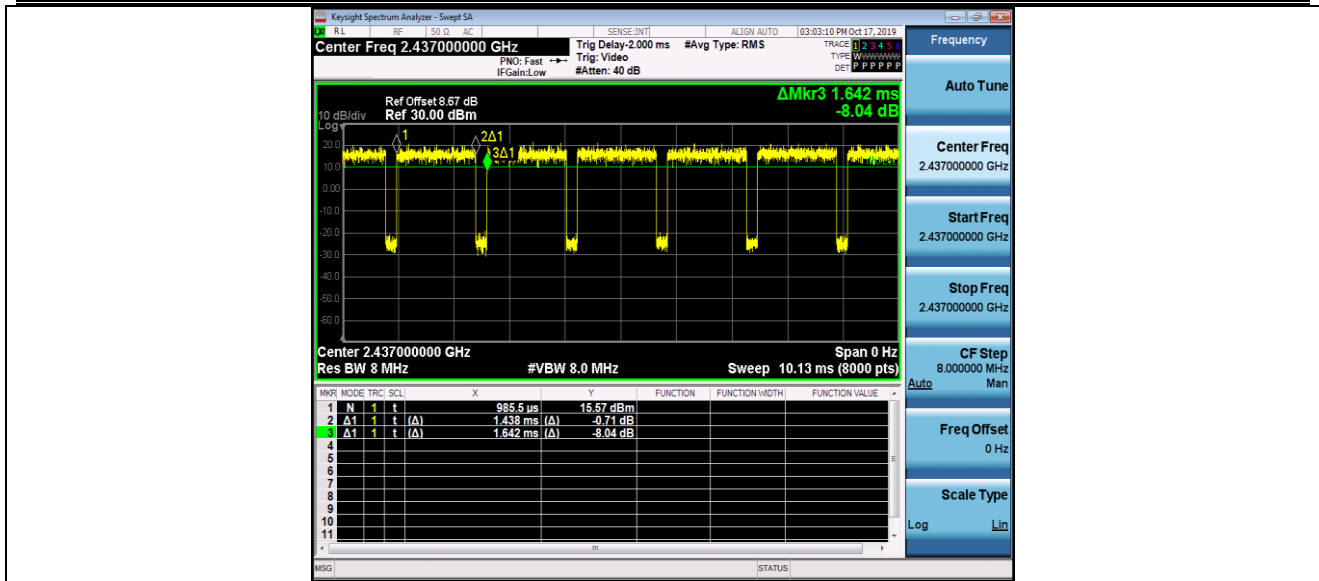 Keysight Spectrum Analyzer - Swept SA
RL RF 50 Ω AC SENSE:INT ALIGN AUTO 03:03:10 PM Oct 17, 2019
Center Freq 2.437000000 GHz
PNO: Fast
IFGain:Low
Trig Delay-2.000 ms
Trig: Video
#Atten: 40 dB
#Avg Type: RMS
TRACE 1 2 3 4 5 6
TYPE W
DET P P P P P P
ΔMkr3 1.642 ms
-8.04 dB
Ref Offset 8.67 dB
10 dB/div Ref 30.00 dBm
Log
20.0
10.0
0.00
-10.0
-20.0
-30.0
-40.0
-50.0
-60.0
1
2Δ1
3Δ1
Center 2.437000000 GHz Span 0 Hz
Res BW 8 MHz #VBW 8.0 MHz Sweep 10.13 ms (8000 pts)
MKR MODE TRC SCL X Y FUNCTION FUNCTION WIDTH FUNCTION VALUE
1 N 1 t 985.5 µs 15.57 dBm
2 Δ1 1 t (Δ) 1.438 ms (Δ) -0.71 dB
3 Δ1 1 t (Δ) 1.642 ms (Δ) -8.04 dB
4
5
6
7
8
9
10
11
MSG STATUS
Frequency
Auto Tune
Center Freq
2.437000000 GHz
Start Freq
2.437000000 GHz
Stop Freq
2.437000000 GHz
CF Step
8.000000 MHz
Auto Man
Freq Offset
0 Hz
Scale Type
Log Lin